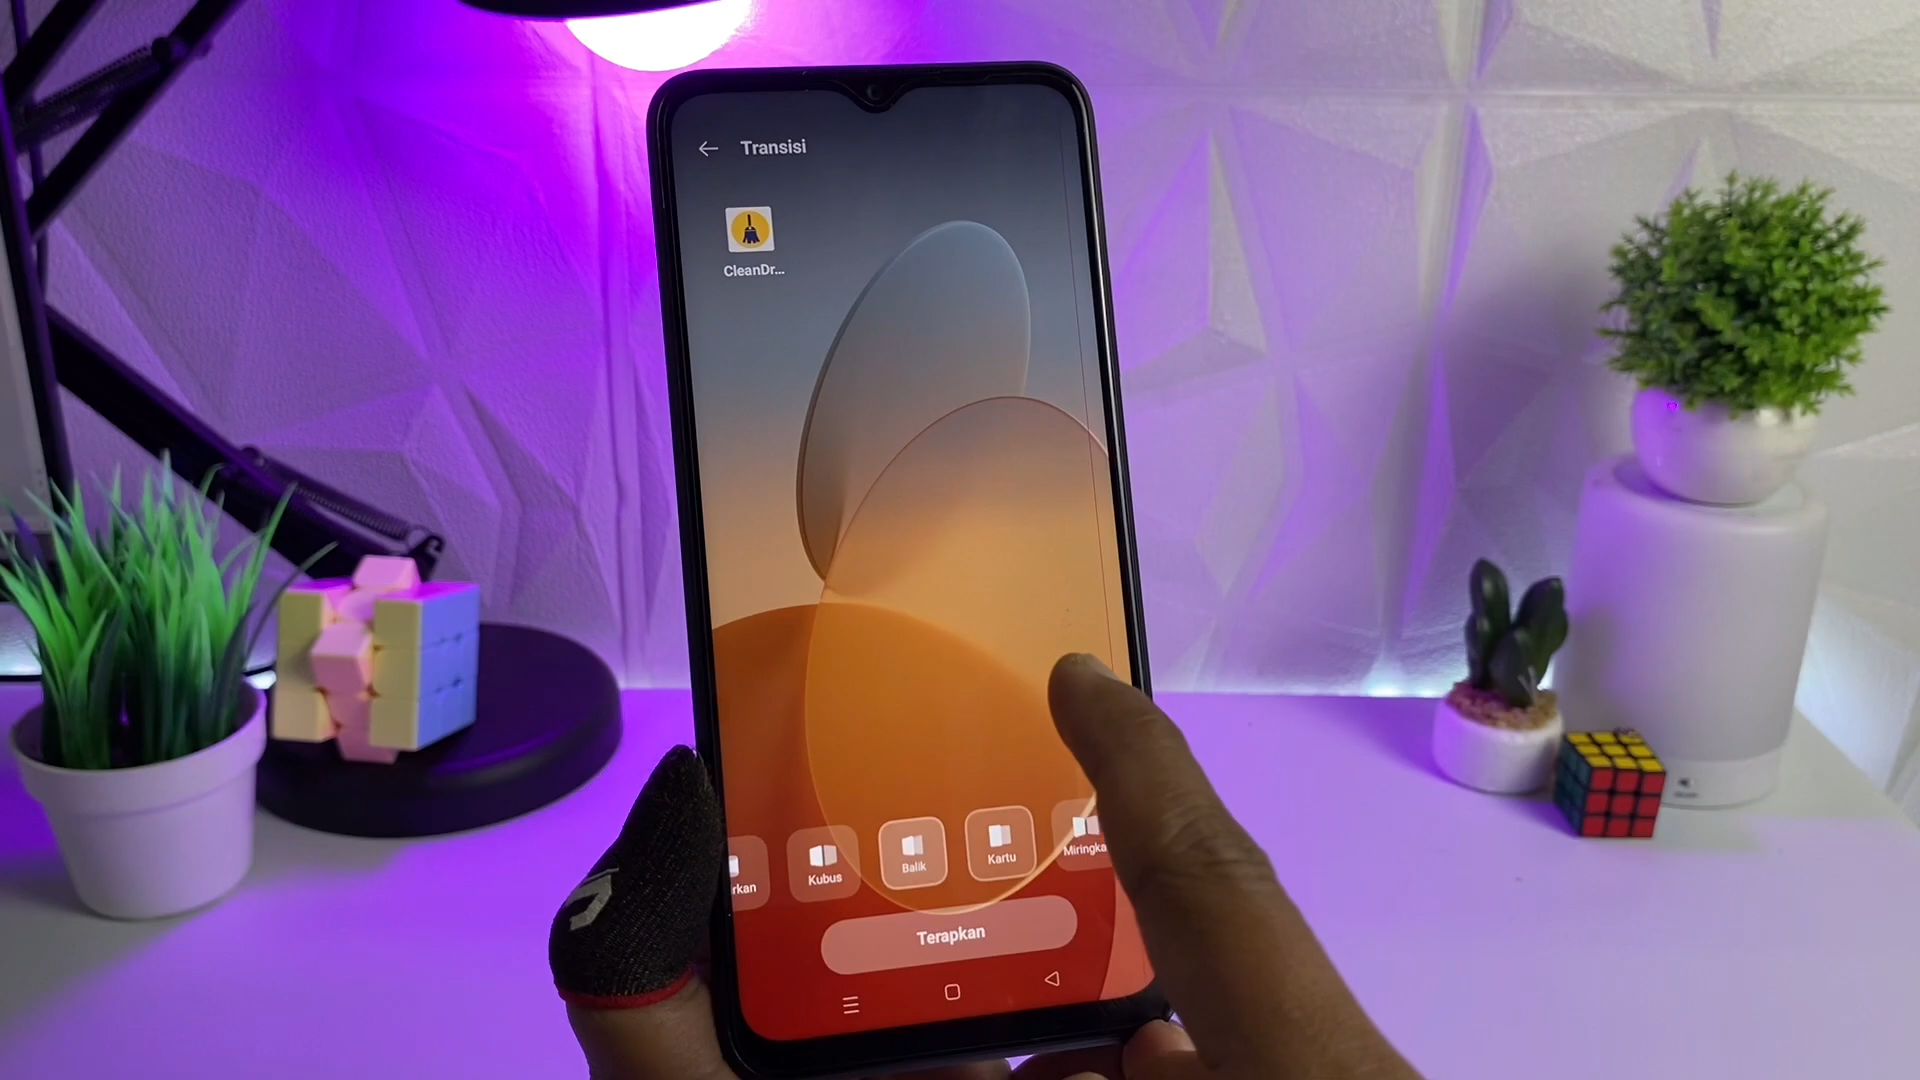 Transisi
CleanDr...
rkan
Kubus
Balik
Kartu
Miringka
Terapkan